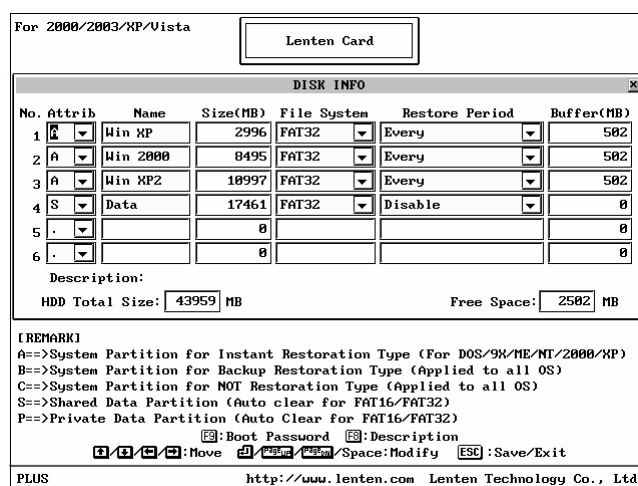 For 2000/2003/XP/Vista
Lenten Card
DISK INFO x
No. Attrib Name Size(MB) File System Restore Period Buffer(MB)
1 A Win XP 2996 FAT32 Every 502
2 A Win 2000 8495 FAT32 Every 502
3 A Win XP2 10997 FAT32 Every 502
4 S Data 17461 FAT32 Disable 0
5 . 0 0
6 . 0 0
Description:
HDD Total Size: 43959 MB Free Space: 2502 MB
[REMARK]
A==>System Partition for Instant Restoration Type (For DOS/9X/ME/NT/2000/XP)
B==>System Partition for Backup Restoration Type (Applied to all OS)
C==>System Partition for NOT Restoration Type (Applied to all OS)
S==>Shared Data Partition (Auto clear for FAT16/FAT32)
P==>Private Data Partition (Auto Clear for FAT16/FAT32)
F9:Boot Password F8:Description
↑/↓/←/→:Move ↵/PageUP/PageDN/Space:Modify ESC :Save/Exit
PLUS http://www.lenten.com Lenten Technology Co., Ltd